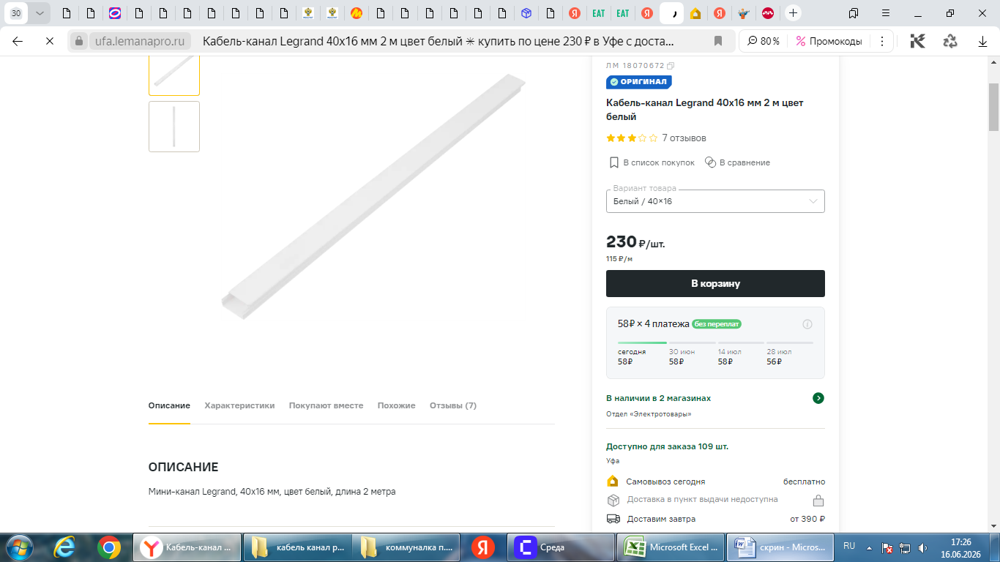 30
ЕАТ
ЕАТ
Я
ufa.lemanapro.ru
Кабель-канал Legrand 40х16 мм 2 м цвет белый ✳ купить по цене 230 ₽ в Уфе с доста...
80 %
Промокоды
ЛМ 18070672
ОРИГИНАЛ
Кабель-канал Legrand 40х16 мм 2 м цвет
белый
7 отзывов
В список покупок
В сравнение
Вариант товара
Белый / 40×16
230 ₽/шт.
115 ₽/м
В корзину
58₽ × 4 платежа без переплат
сегодня 30 июн 14 июл 28 июл
58₽ 58₽ 58₽ 56₽
Описание Характеристики Покупают вместе Похожие Отзывы (7)
В наличии в 2 магазинах
Отдел «Электротовары»
Доступно для заказа 109 шт.
Уфа
ОПИСАНИЕ
Мини-канал Legrand, 40х16 мм, цвет белый, длина 2 метра
Самовывоз сегодня бесплатно
Доставка в пункт выдачи недоступна
Доставим завтра от 390 ₽
Кабель-канал ...
кабель канал р...
коммуналка п....
Я
Среда
Microsoft Excel ...
скрин - Micros...
RU
17:26
16.06.2026